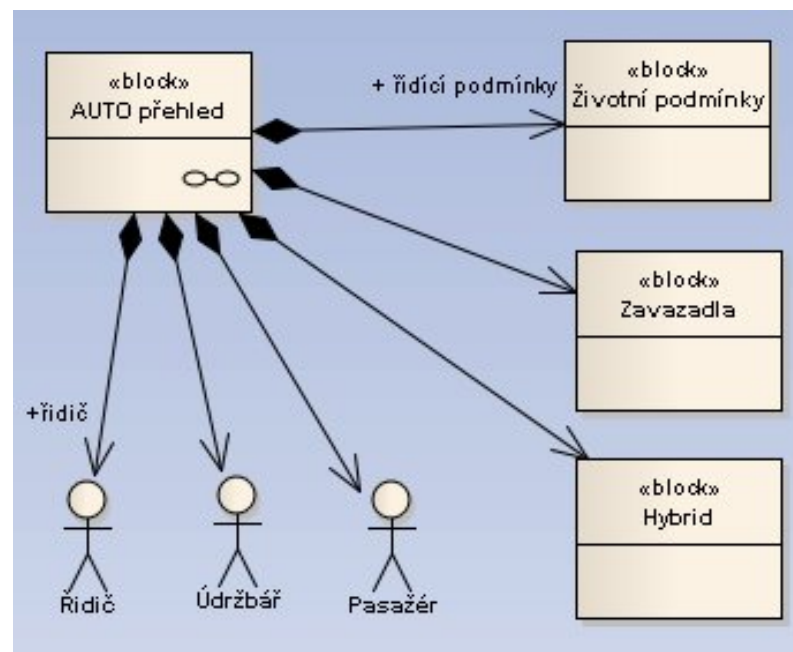 «block»
AUTO přehled
+ řídící podmínky
«block»
Životní podmínky
«block»
Zavazadla
«block»
Hybrid
+řidič
Řidič
Údržbář
Pasažér